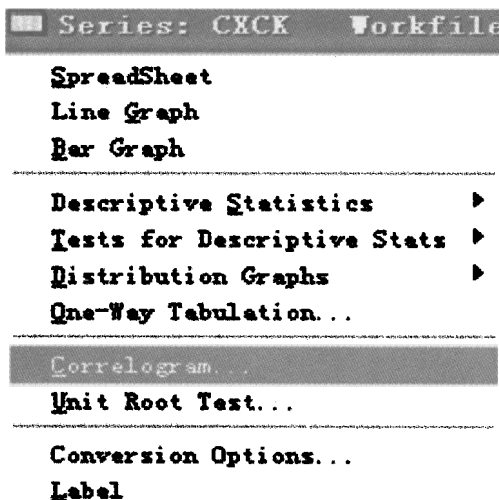 Series: CXCK Workfile
SpreadSheet
Line Graph
Bar Graph
Descriptive Statistics
Tests for Descriptive Stats
Distribution Graphs
One-Way Tabulation...
Correlogram...
Unit Root Test...
Conversion Options...
Label